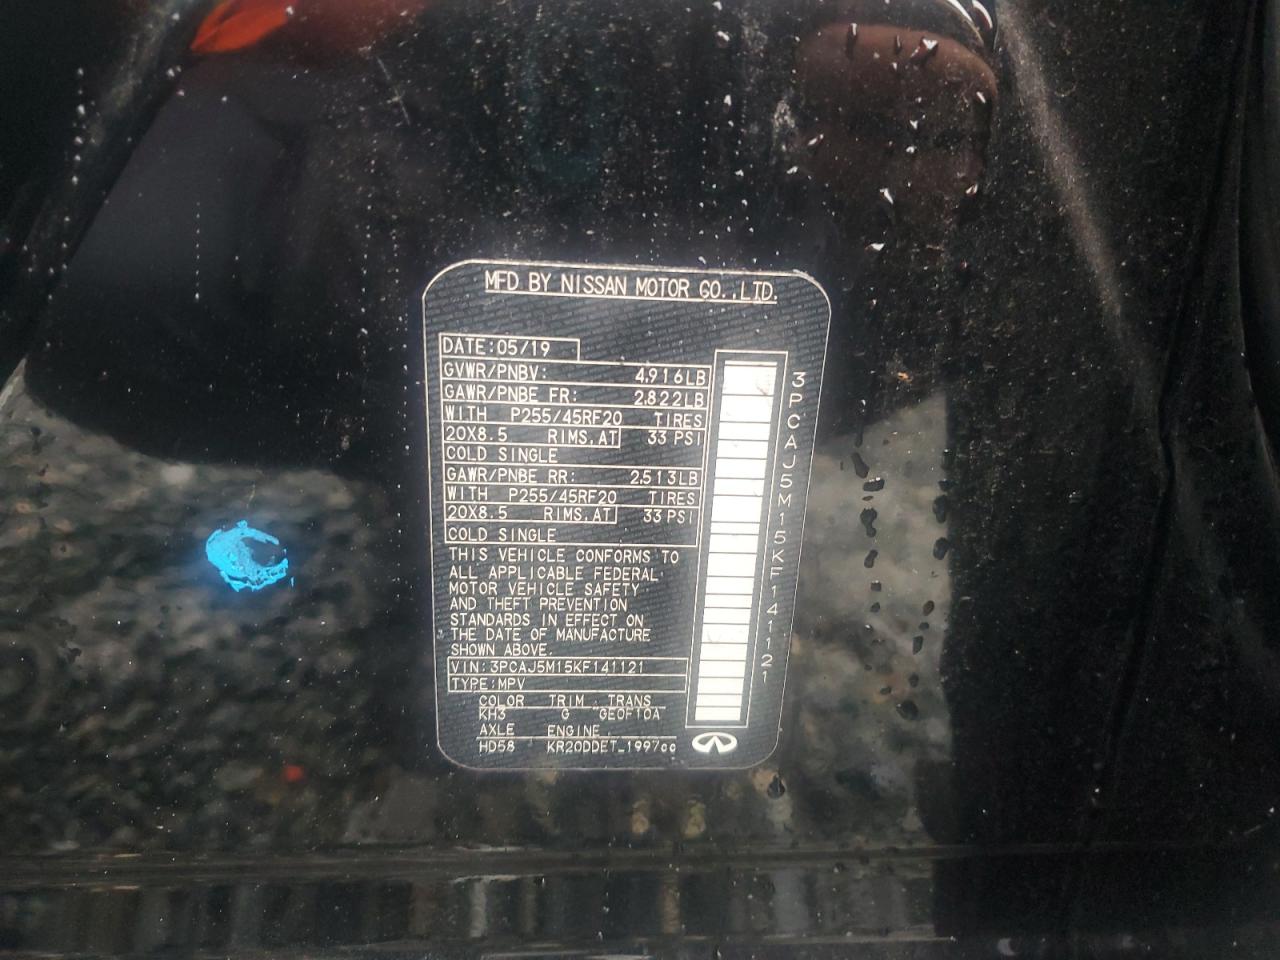 MFD BY NISSAN MOTOR CO.,LTD.
DATE:05/19
GVWR/PNBV: 4,916LB
GAWR/PNBE FR: 2,822LB
WITH P255/45RF20 TIRES
20X8.5 RIMS,AT 33 PSI
COLD SINGLE
GAWR/PNBE RR: 2,513LB
WITH P255/45RF20 TIRES
20X8.5 RIMS,AT 33 PSI
COLD SINGLE
THIS VEHICLE CONFORMS TO
ALL APPLICABLE FEDERAL
MOTOR VEHICLE SAFETY
AND THEFT PREVENTION
STANDARDS IN EFFECT ON
THE DATE OF MANUFACTURE
SHOWN ABOVE.
VIN:3PCAJ5M15KF141121
TYPE:MPV
COLOR TRIM TRANS
KH3 G GE0F10A
AXLE ENGINE
HD58 KR20DDET_1997cc
3PCAJ5M15KF141121